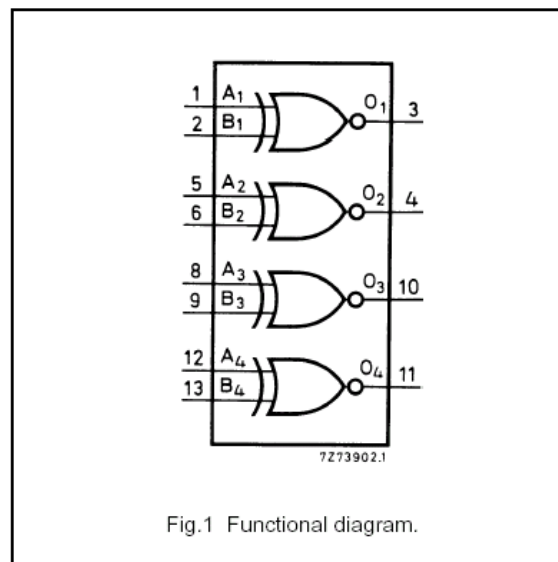 1 A1 O1 3
2 B1
5 A2 O2 4
6 B2
8 A3 O3 10
9 B3
12 A4 O4 11
13 B4
7Z73902.1
Fig.1 Functional diagram.